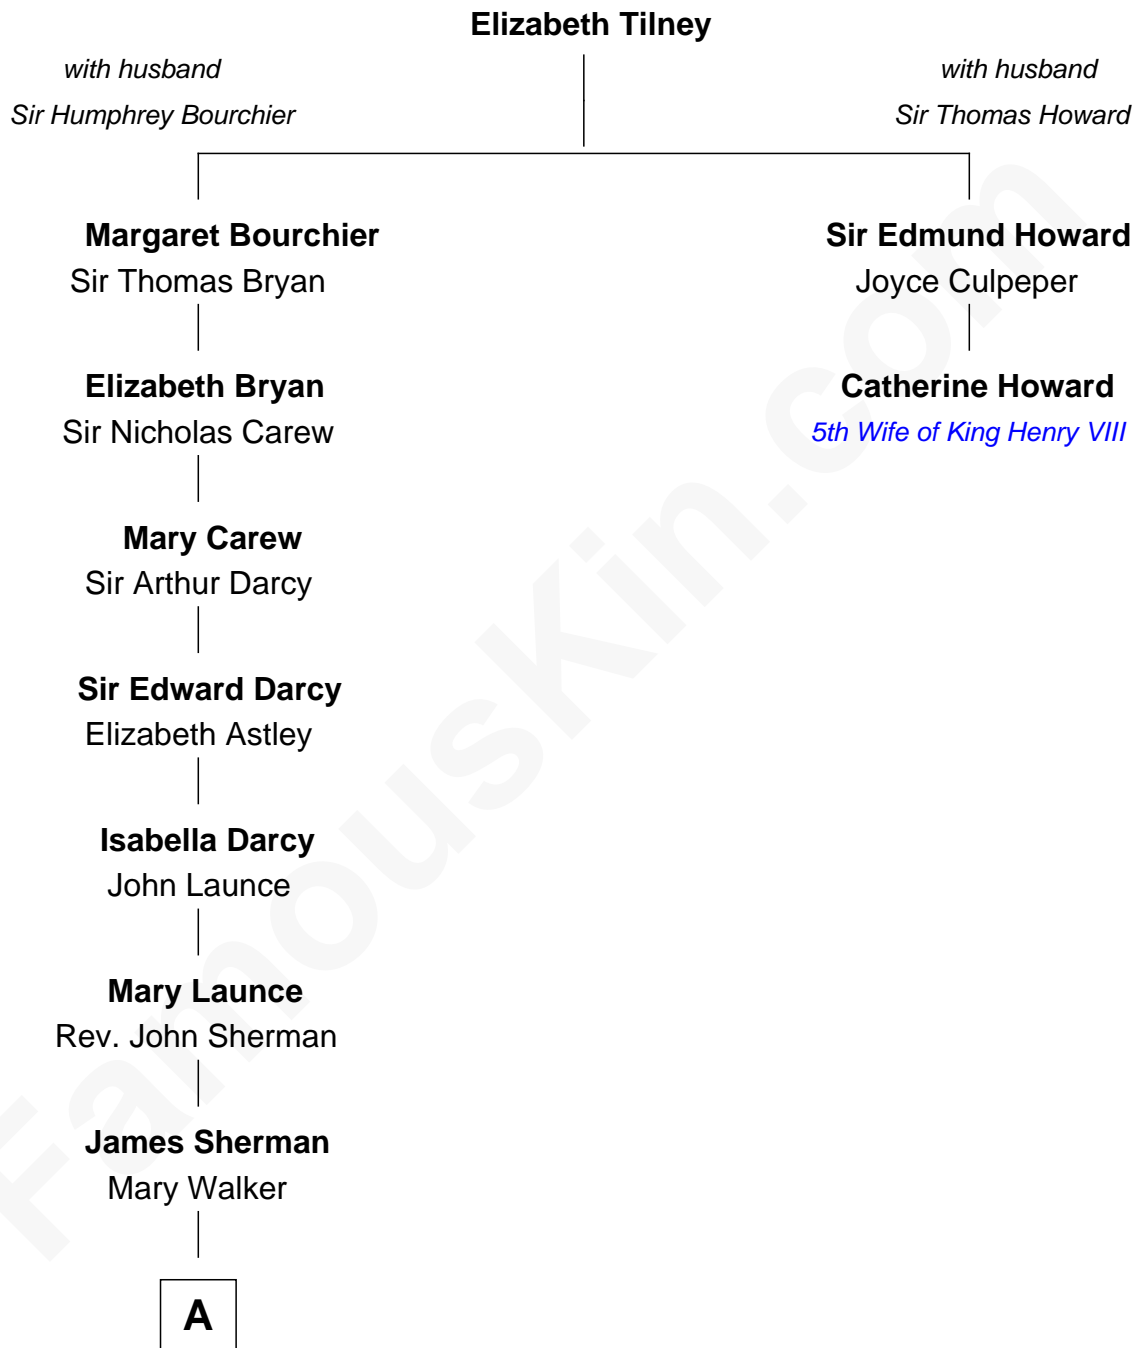 Elizabeth Tilney
with husband
Sir Humphrey Bourchier
with husband
Sir Thomas Howard
Margaret Bourchier
Sir Thomas Bryan
Sir Edmund Howard
Joyce Culpeper
Elizabeth Bryan
Sir Nicholas Carew
Catherine Howard
5th Wife of King Henry VIII
Mary Carew
Sir Arthur Darcy
Sir Edward Darcy
Elizabeth Astley
Isabella Darcy
John Launce
Mary Launce
Rev. John Sherman
James Sherman
Mary Walker
A
FamousKin.com